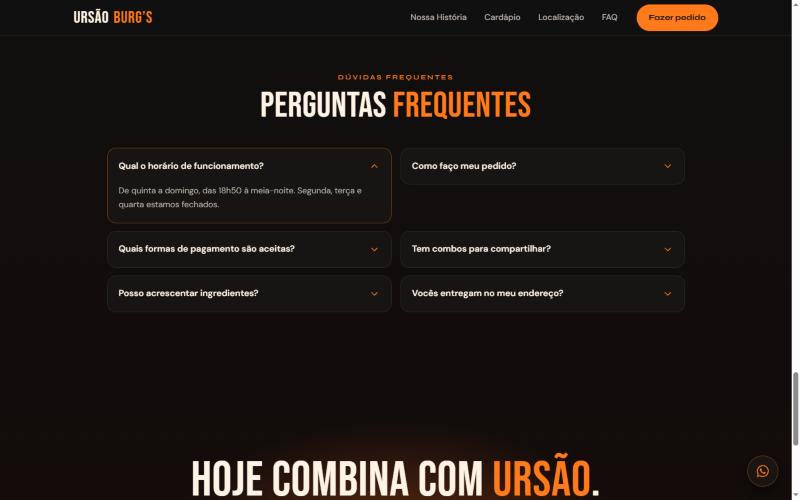 URSÃO BURG'S
Nossa História Cardápio Localização FAQ Fazer pedido
DÚVIDAS FREQUENTES
PERGUNTAS FREQUENTES
Qual o horário de funcionamento?
De quinta a domingo, das 18h50 à meia-noite. Segunda, terça e
quarta estamos fechados.
Como faço meu pedido?
Quais formas de pagamento são aceitas?
Tem combos para compartilhar?
Posso acrescentar ingredientes?
Vocês entregam no meu endereço?
HOJE COMBINA COM URSÃO.